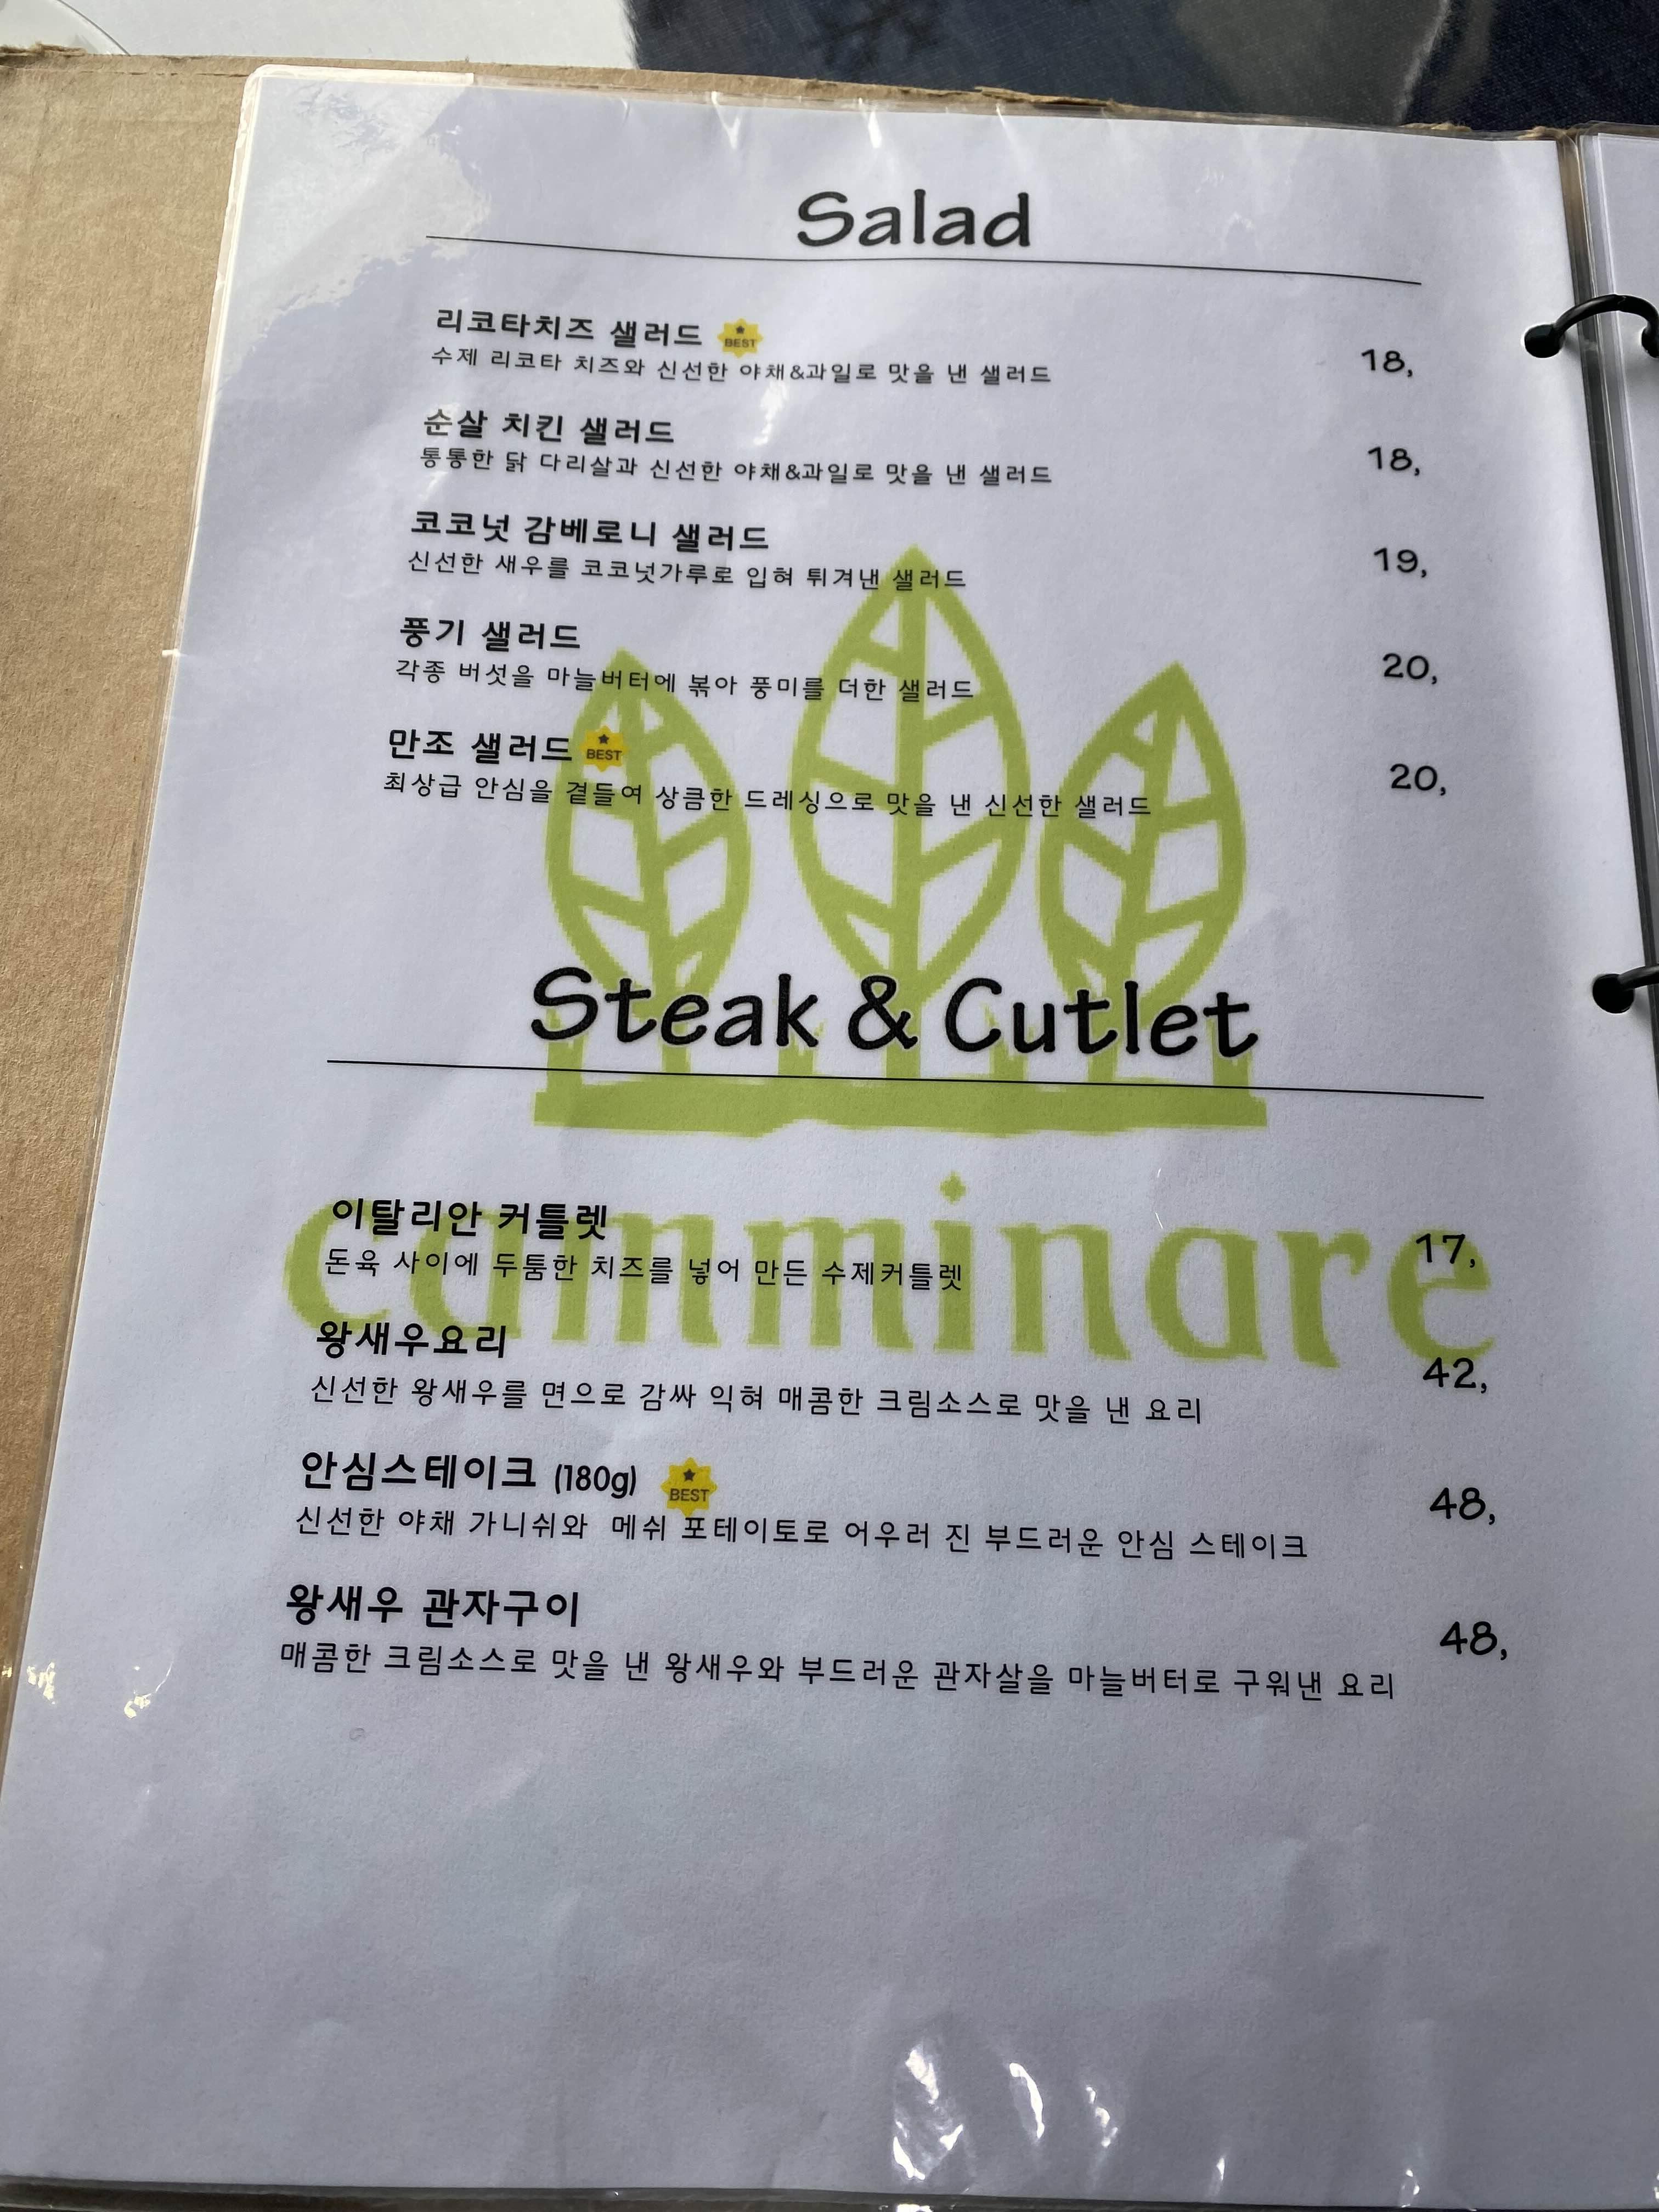 Salad
리코타치즈 샐러드 BEST
수제 리코타 치즈와 신선한 야채&과일로 맛을 낸 샐러드
18,
순살 치킨 샐러드
통통한 닭 다리살과 신선한 야채&과일로 맛을 낸 샐러드
18,
코코넛 감베로니 샐러드
신선한 새우를 코코넛가루로 입혀 튀겨낸 샐러드
19,
풍기 샐러드
각종 버섯을 마늘버터에 볶아 풍미를 더한 샐러드
20,
만조 샐러드 BEST
최상급 안심을 곁들여 상큼한 드레싱으로 맛을 낸 신선한 샐러드
20,
Steak & Cutlet
camminare
이탈리안 커틀렛
돈육 사이에 두툼한 치즈를 넣어 만든 수제커틀렛
17,
왕새우요리
신선한 왕새우를 면으로 감싸 익혀 매콤한 크림소스로 맛을 낸 요리
42,
안심스테이크 (180g) BEST
신선한 야채 가니쉬와 메쉬 포테이토로 어우러 진 부드러운 안심 스테이크
48,
왕새우 관자구이
매콤한 크림소스로 맛을 낸 왕새우와 부드러운 관자살을 마늘버터로 구워낸 요리
48,